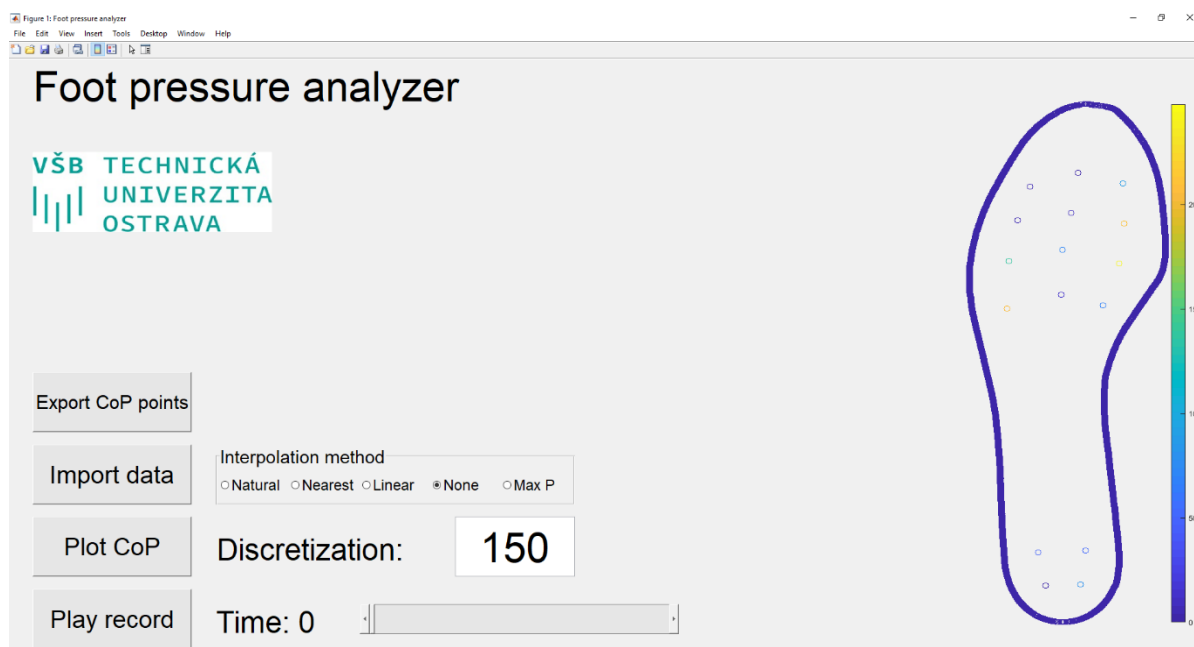 Figure 1: Foot pressure analyzer
File Edit View Insert Tools Desktop Window Help
Foot pressure analyzer
VŠB TECHNICKÁ
UNIVERZITA
OSTRAVA
Export CoP points
Import data
Interpolation method
Natural Nearest Linear None Max P
Plot CoP
Discretization: 150
Play record
Time: 0
0